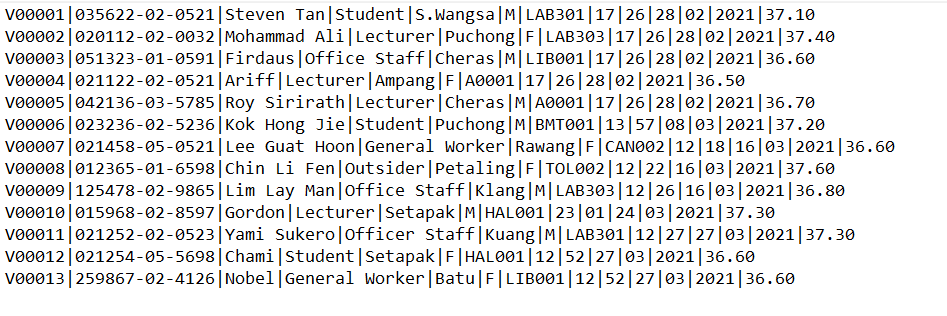 V00001|035622-02-0521|Steven Tan|Student|S.Wangsa|M|LAB301|17|26|28|02|2021|37.10
V00002|020112-02-0032|Mohammad Ali|Lecturer|Puchong|F|LAB303|17|26|28|02|2021|37.40
V00003|051323-01-0591|Firdaus|Office Staff|Cheras|M|LIB001|17|26|28|02|2021|36.60
V00004|021122-02-0521|Ariff|Lecturer|Ampang|F|A0001|17|26|28|02|2021|36.50
V00005|042136-03-5785|Roy Sirirath|Lecturer|Cheras|M|A0001|17|26|28|02|2021|36.70
V00006|023236-02-5236|Kok Hong Jie|Student|Puchong|M|BMT001|13|57|08|03|2021|37.20
V00007|021458-05-0521|Lee Guat Hoon|General Worker|Rawang|F|CAN002|12|18|16|03|2021|36.60
V00008|012365-01-6598|Chin Li Fen|Outsider|Petaling|F|TOL002|12|22|16|03|2021|37.60
V00009|125478-02-9865|Lim Lay Man|Office Staff|Klang|M|LAB303|12|26|16|03|2021|36.80
V00010|015968-02-8597|Gordon|Lecturer|Setapak|M|HAL001|23|01|24|03|2021|37.30
V00011|021252-02-0523|Yami Sukero|Officer Staff|Kuang|M|LAB301|12|27|27|03|2021|37.30
V00012|021254-05-5698|Chami|Student|Setapak|F|HAL001|12|52|27|03|2021|36.60
V00013|259867-02-4126|Nobel|General Worker|Batu|F|LIB001|12|52|27|03|2021|36.60